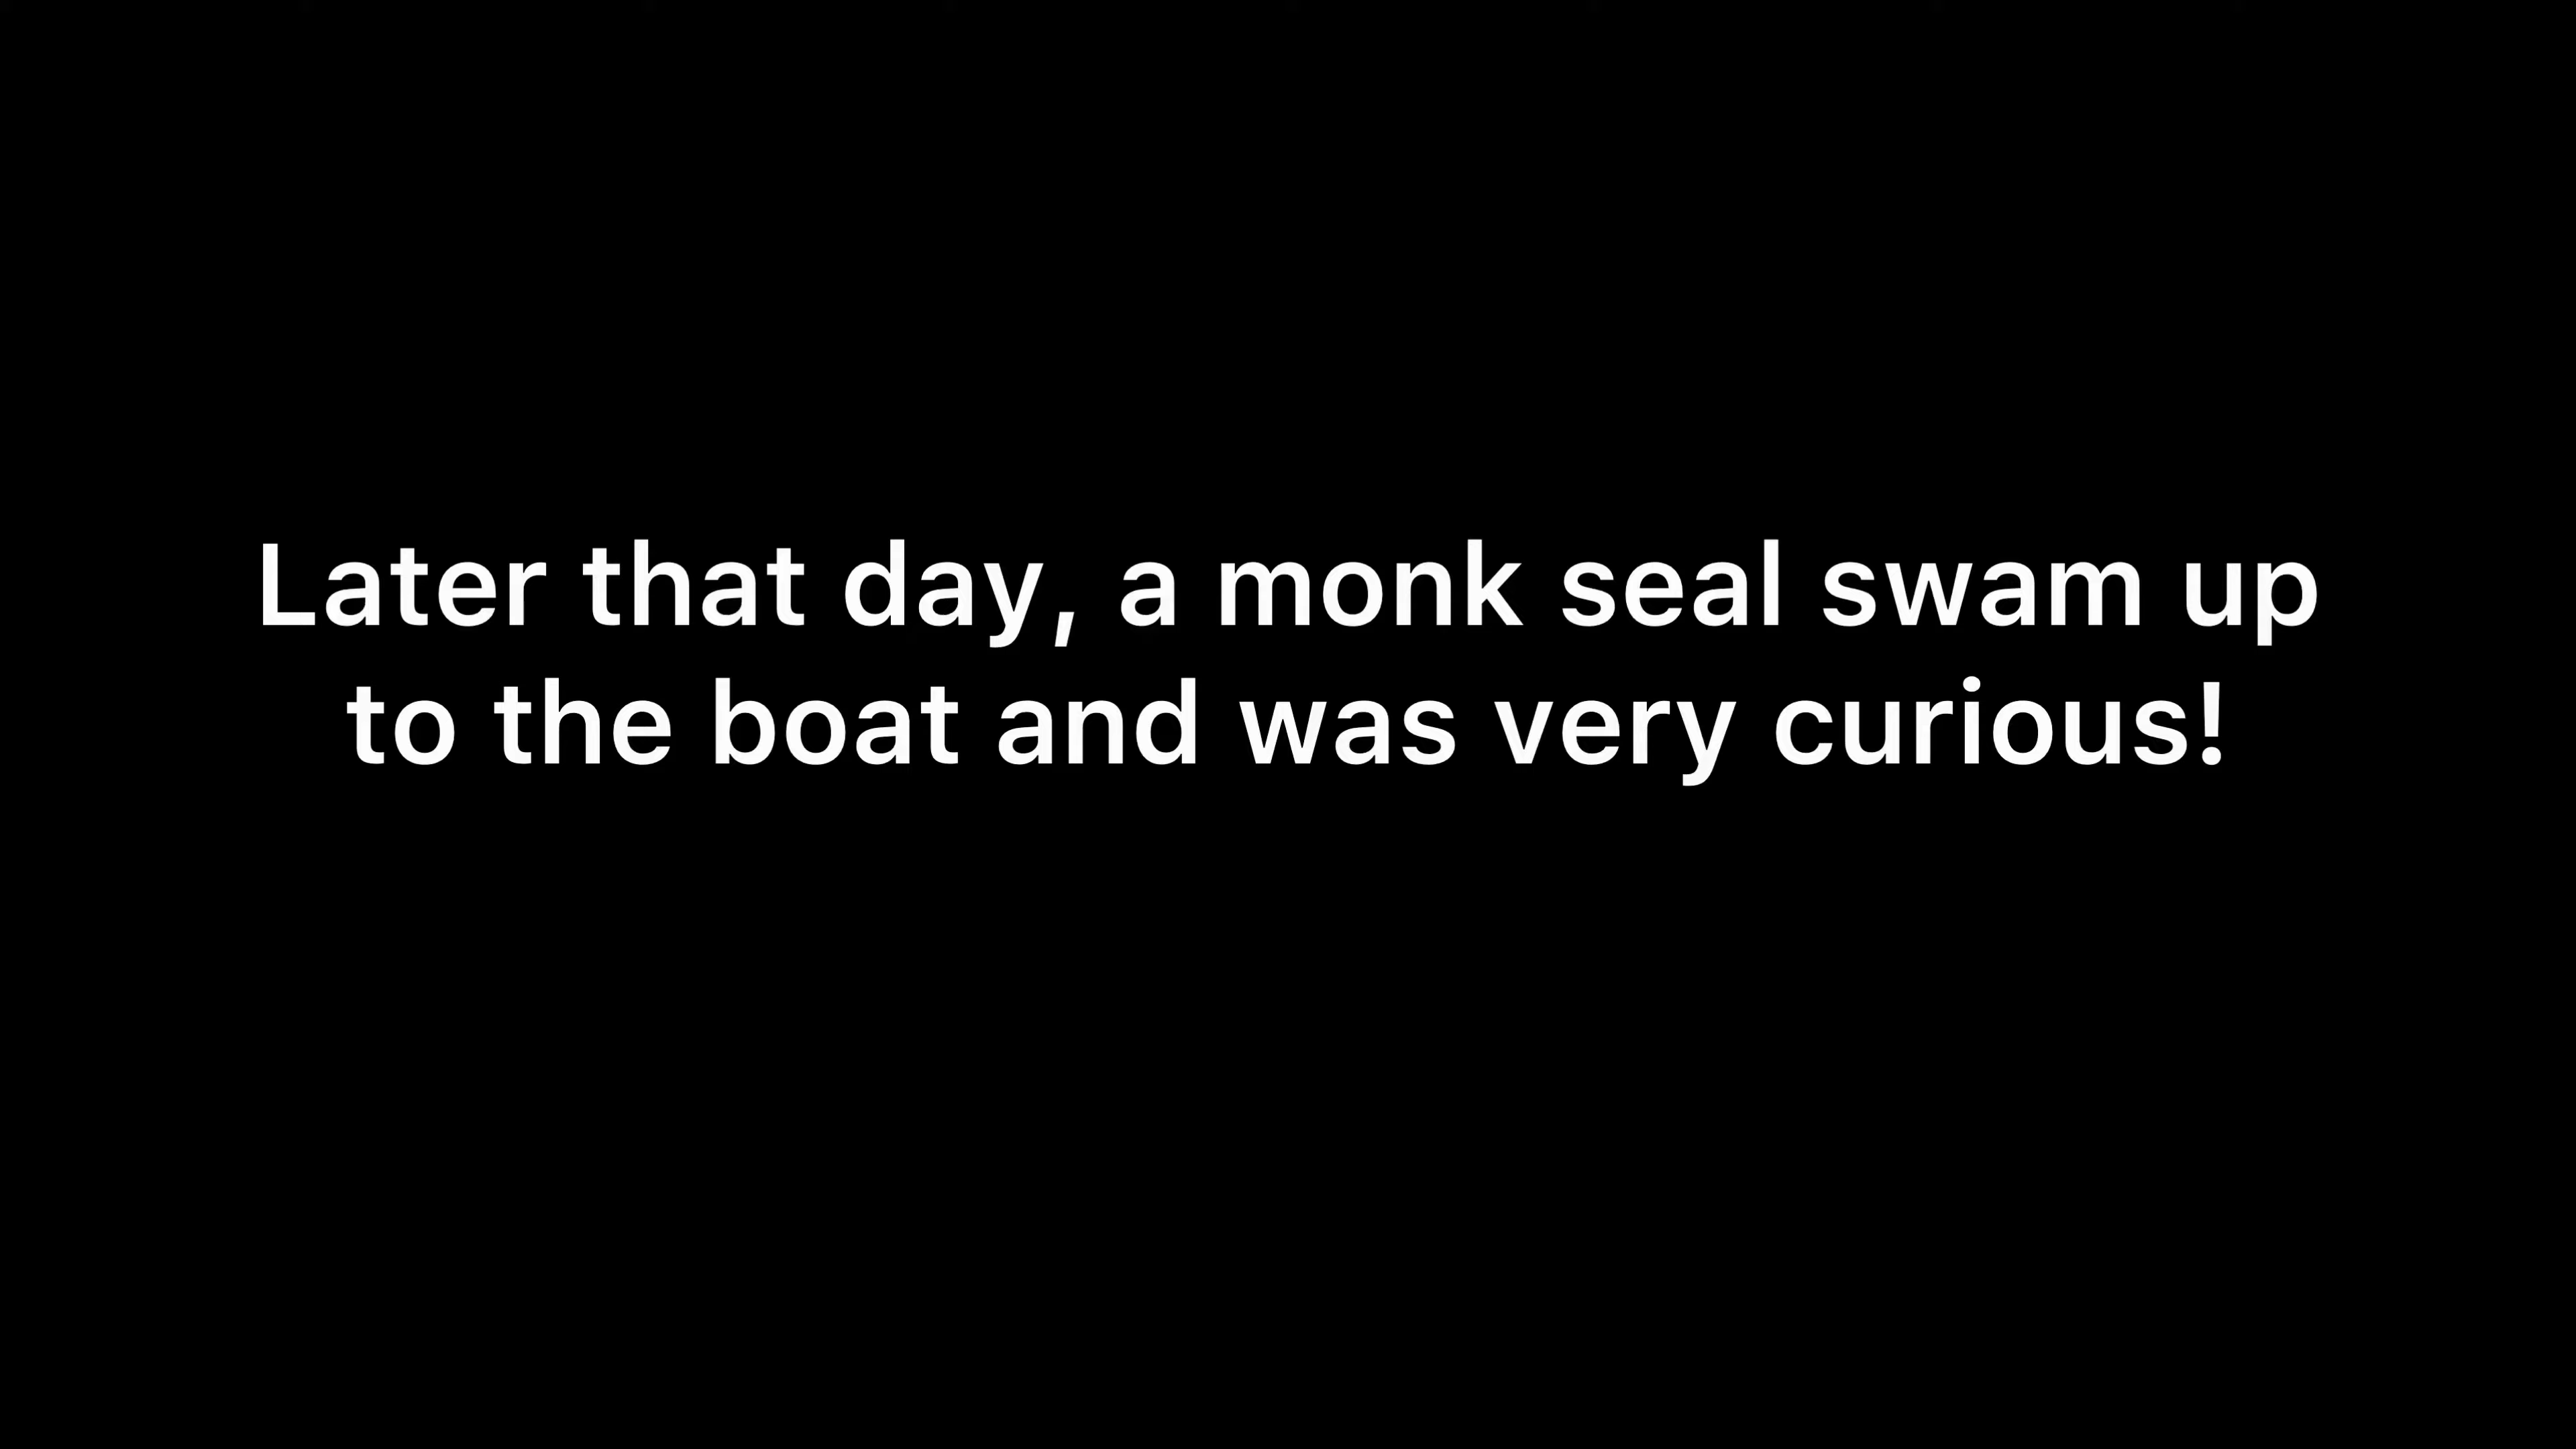 Later that day, a monk seal swam up
to the boat and was very curious!